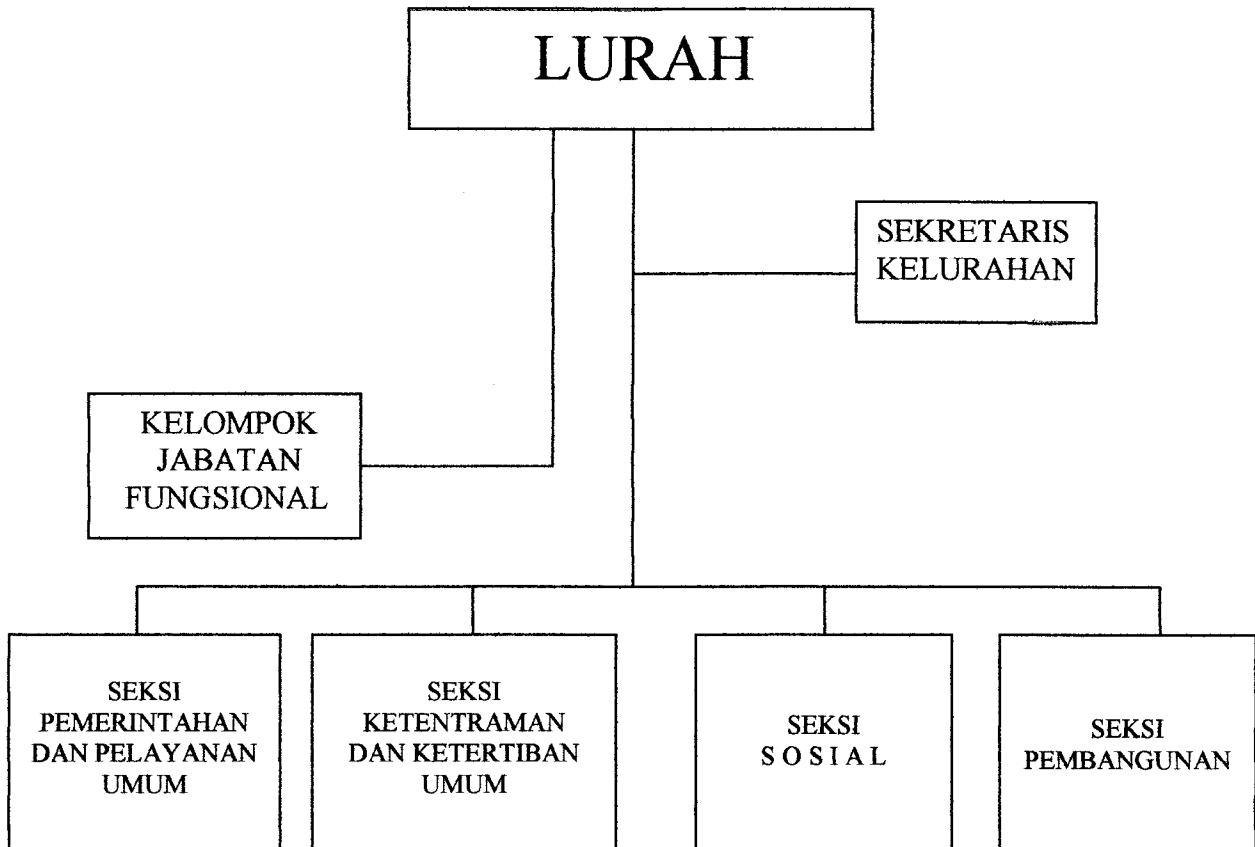 LURAH
SEKRETARIS
KELURAHAN
KELOMPOK
JABATAN
FUNGSIONAL
SEKSI
PEMERINTAHAN
DAN PELAYANAN
UMUM
SEKSI
KETENTRAMAN
DAN KETERTIBAN
UMUM
SEKSI
S O S I A L
SEKSI
PEMBANGUNAN